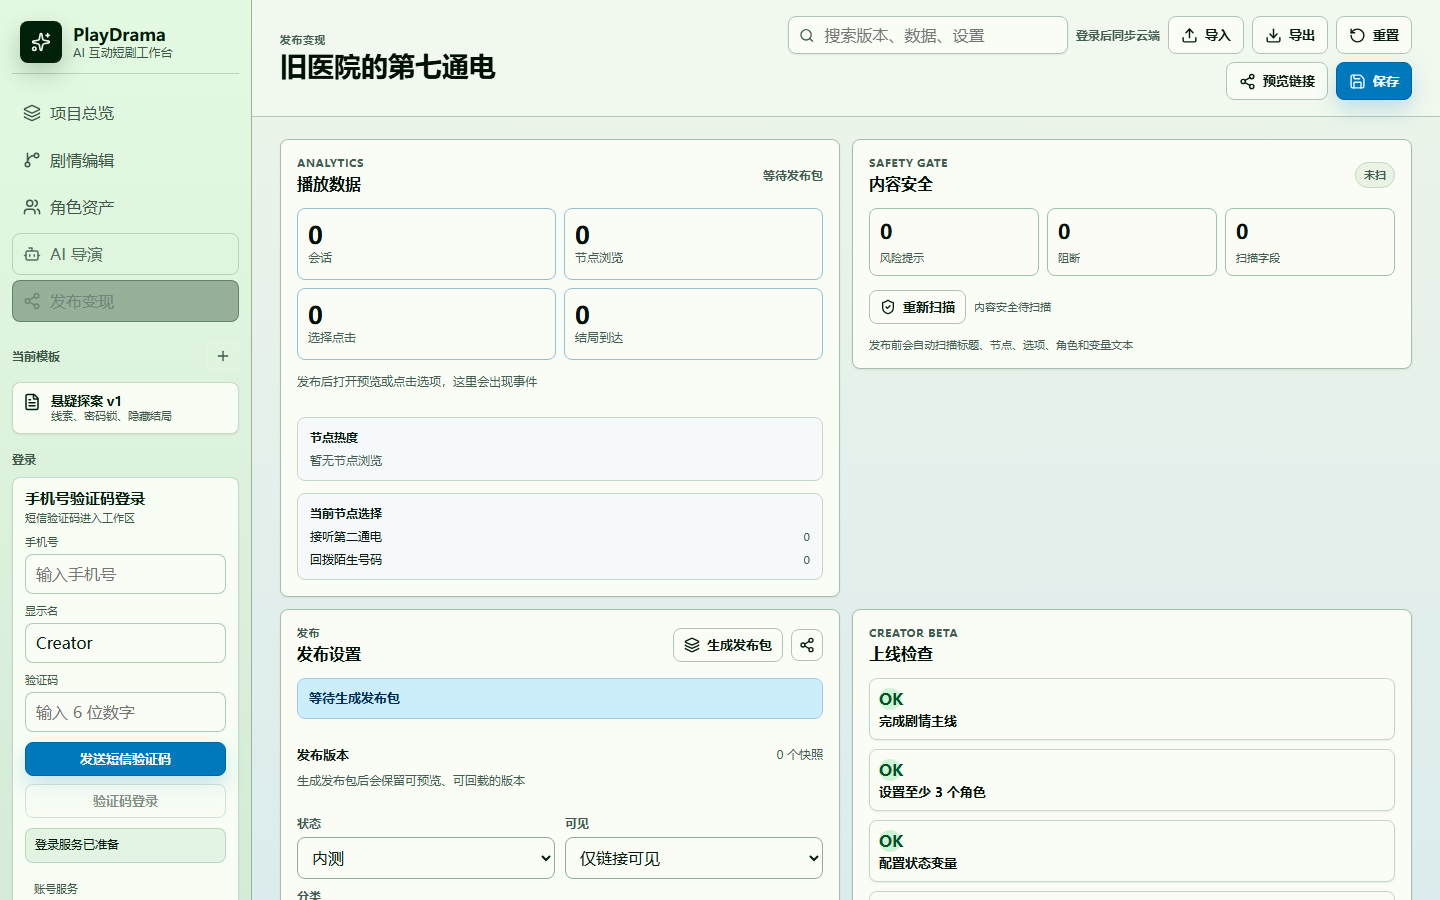 PlayDrama
AI 互动短剧工作台
项目总览
剧情编辑
角色资产
AI 导演
发布变现
当前模板
悬疑探案 v1
线索、密码锁、隐藏结局
登录
手机号验证码登录
短信验证码进入工作区
手机号
输入手机号
显示名
Creator
验证码
输入 6 位数字
发送短信验证码
验证码登录
登录服务已准备
账号服务
发布变现
旧医院的第七通电
搜索版本、数据、设置
登录后同步云端
导入
导出
重置
预览链接
保存
ANALYTICS
播放数据
等待发布包
0
会话
0
节点浏览
0
选择点击
0
结局到达
发布后打开预览或点击选项，这里会出现事件
节点热度
暂无节点浏览
当前节点选择
接听第二通电 0
回拨陌生号码 0
SAFETY GATE
内容安全
未扫
0
风险提示
0
阻断
0
扫描字段
重新扫描
内容安全待扫描
发布前会自动扫描标题、节点、选项、角色和变量文本
发布
发布设置
生成发布包
等待生成发布包
发布版本
0 个快照
生成发布包后会保留可预览、可回载的版本
状态
可见
内测
仅链接可见
分类
CREATOR BETA
上线检查
OK
完成剧情主线
OK
设置至少 3 个角色
OK
配置状态变量